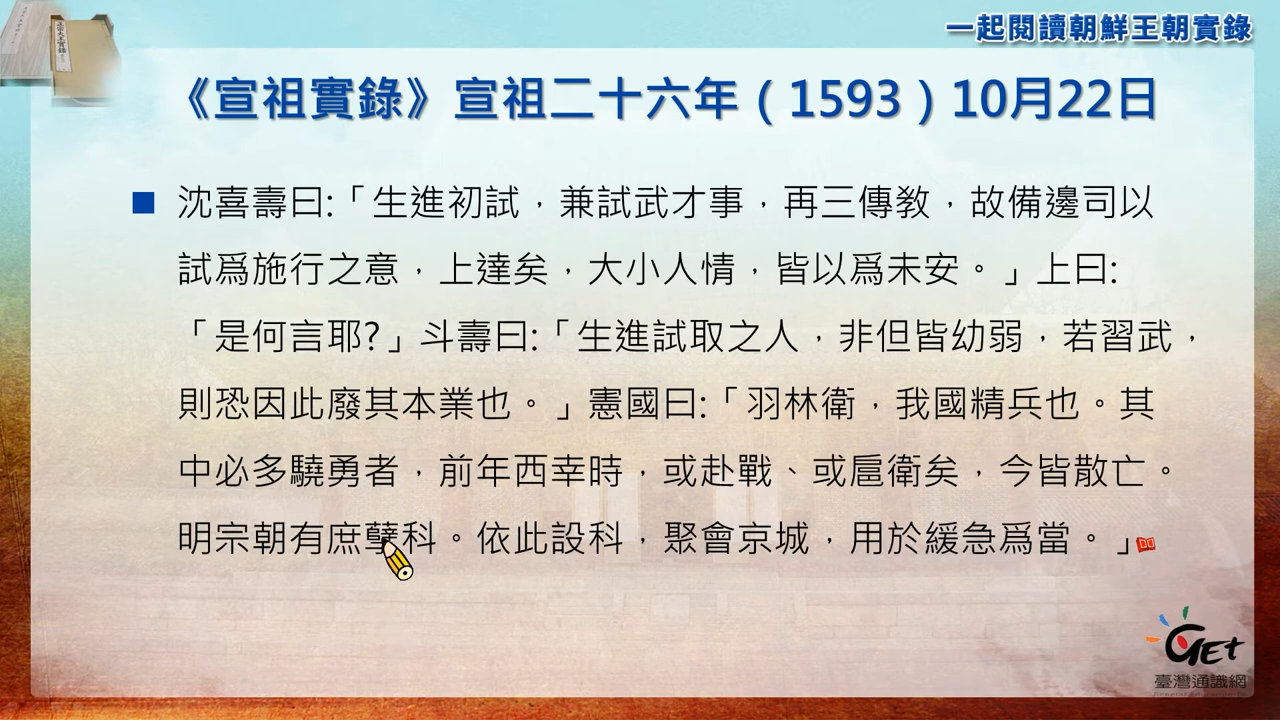 一起閱讀朝鮮王朝實錄
《宣祖實錄》宣祖二十六年（1593）10月22日
沈喜壽曰:「生進初試，兼試武才事，再三傳教，故備邊司以
試爲施行之意，上達矣，大小人情，皆以爲未安。」上曰:
「是何言耶?」斗壽曰:「生進試取之人，非但皆幼弱，若習武，
則恐因此廢其本業也。」憲國曰:「羽林衛，我國精兵也。其
中必多驍勇者，前年西幸時，或赴戰、或扈衛矣，今皆散亡。
明宗朝有庶孽科。依此設科，聚會京城，用於緩急爲當。」
GET
臺灣通識網